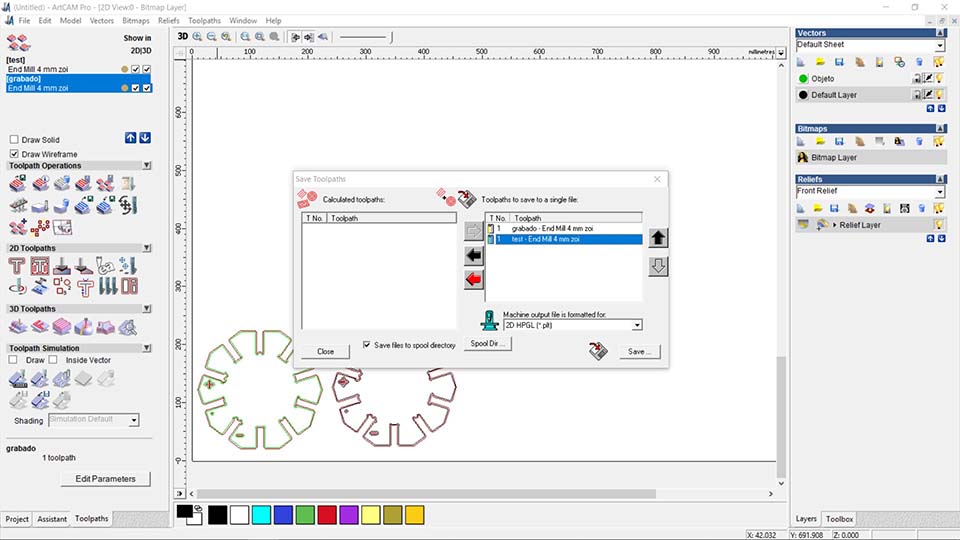 (Untitled) - ArtCAM Pro - [2D View:0 - Bitmap Layer]
File Edit Model Vectors Bitmaps Reliefs Toolpaths Window Help
Show in
2D|3D
[test]
End Mill 4 mm zoi
[grabado]
End Mill 4 mm zoi
Draw Solid
Draw Wireframe
Toolpath Operations
2D Toolpaths
3D Toolpaths
Toolpath Simulation
Draw Inside Vector
Shading Simulation Default
grabado
1 toolpath
Edit Parameters
Project Assistant Toolpaths
3D
0 100 200 300 400 500 600 700 800 900 millimetres
600
500
400
300
200
100
0
Save Toolpaths
Calculated toolpaths:
T No. Toolpath
Toolpaths to save to a single file:
T No. Toolpath
1 grabado - End Mill 4 mm zoi
1 test - End Mill 4 mm zoi
Machine output file is formatted for:
2D HPGL (*.plt)
Close
Save files to spool directory
Spool Dir ...
Save ...
Vectors
Default Sheet
Objeto
Default Layer
Bitmaps
Bitmap Layer
Reliefs
Front Relief
Relief Layer
Layers Toolbox
X: 42.032 Y: 691.908 Z: 0.000